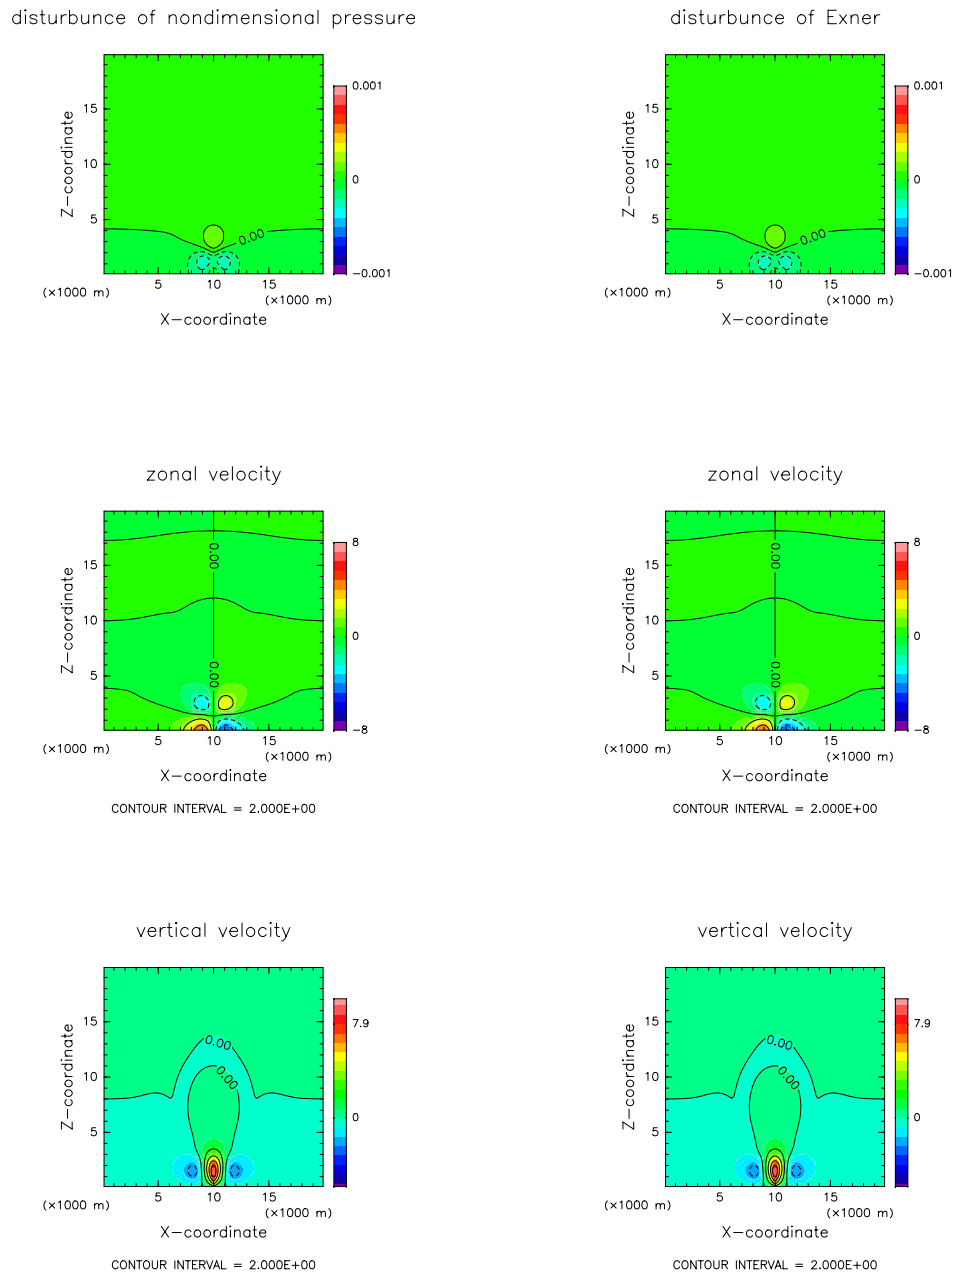 disturbunce of nondimensional pressure
disturbunce of Exner
0.001
0
−0.001
Z−coordinate
15
10
5
0.00
5
10
15
(×1000 m)
(×1000 m)
X−coordinate
0.001
0
−0.001
Z−coordinate
15
10
5
0.00
5
10
15
(×1000 m)
(×1000 m)
X−coordinate
zonal velocity
zonal velocity
8
0
−8
Z−coordinate
15
10
5
0.00
0.00
5
10
15
(×1000 m)
(×1000 m)
X−coordinate
CONTOUR INTERVAL = 2.000E+00
8
0
−8
Z−coordinate
15
10
5
0.00
0.00
5
10
15
(×1000 m)
(×1000 m)
X−coordinate
CONTOUR INTERVAL = 2.000E+00
vertical velocity
vertical velocity
7.9
0
Z−coordinate
15
10
5
0.00
0.00
5
10
15
(×1000 m)
(×1000 m)
X−coordinate
CONTOUR INTERVAL = 2.000E+00
7.9
0
Z−coordinate
15
10
5
0.00
0.00
5
10
15
(×1000 m)
(×1000 m)
X−coordinate
CONTOUR INTERVAL = 2.000E+00